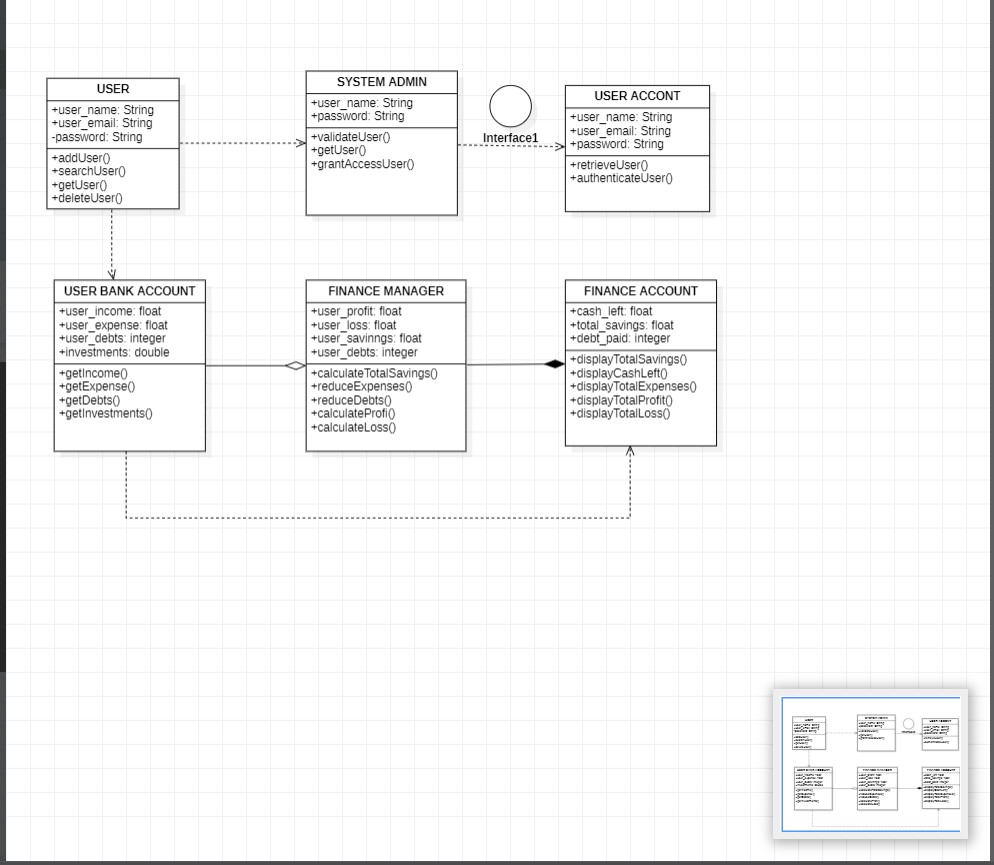 USER
+user_name: String
+user_email: String
-password: String
+addUser()
+searchUser()
+getUser()
+deleteUser()
SYSTEM ADMIN
+user_name: String
+password: String
+validateUser()
+getUser()
+grantAccessUser()
Interface1
USER ACCONT
+user_name: String
+user_email: String
+password: String
+retrieveUser()
+authenticateUser()
USER BANK ACCOUNT
+user_income: float
+user_expense: float
+user_debts: integer
+investments: double
+getIncome()
+getExpense()
+getDebts()
+getInvestments()
FINANCE MANAGER
+user_profit: float
+user_loss: float
+user_savinngs: float
+user_debts: integer
+calculateTotalSavings()
+reduceExpenses()
+reduceDebts()
+calculateProfi()
+calculateLoss()
FINANCE ACCOUNT
+cash_left: float
+total_savings: float
+debt_paid: integer
+displayTotalSavings()
+displayCashLeft()
+displayTotalExpenses()
+displayTotalProfit()
+displayTotalLoss()